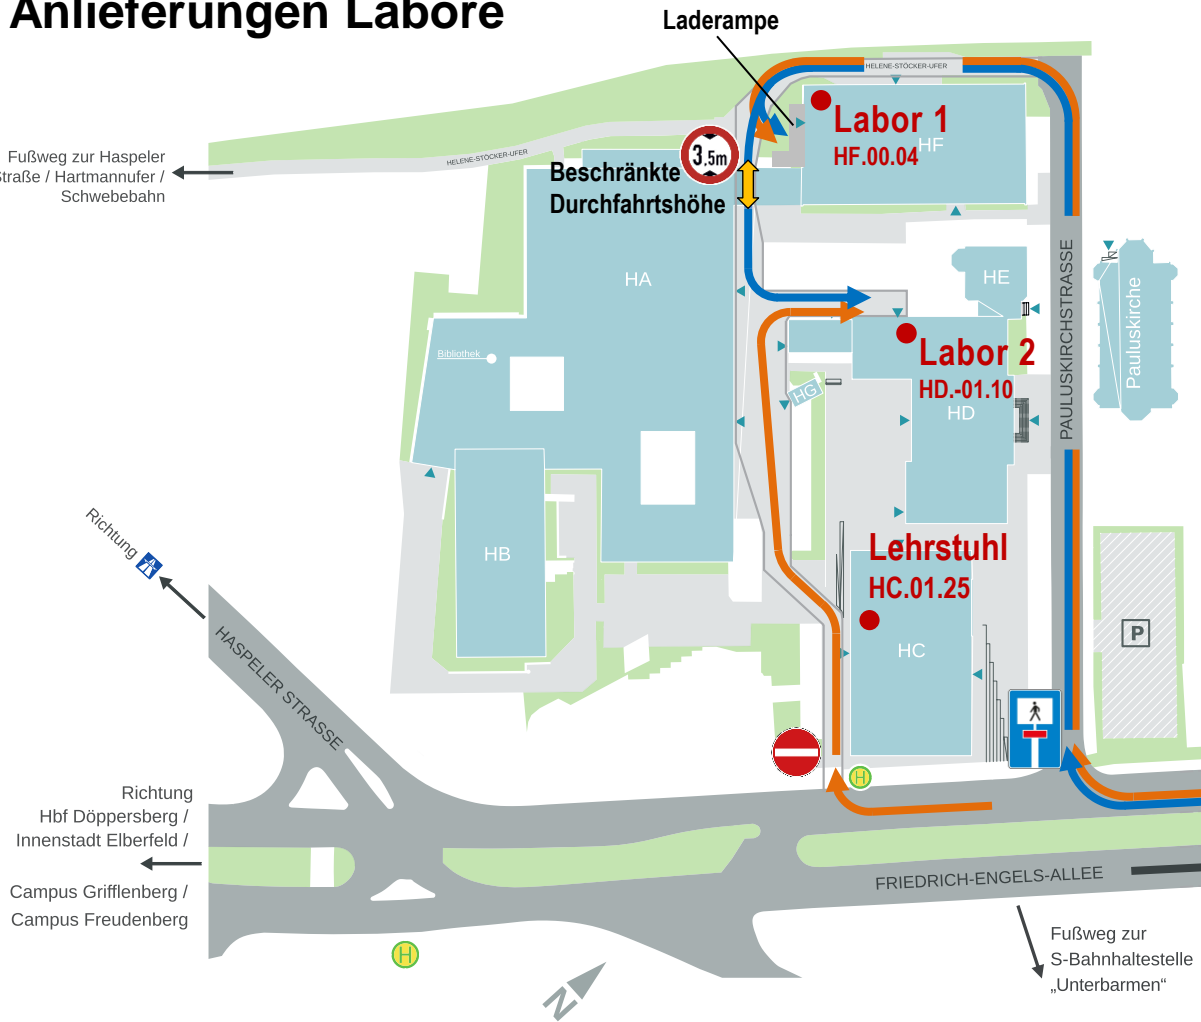 Anlieferungen Labore
Laderampe
HELENE-STÖCKER-UFER
Labor 1
HF
HF.00.04
3,5m
HELENE-STÖCKER-UFER
Fußweg zur Haspeler
Straße / Hartmannufer /
Schwebebahn
Beschränkte
Durchfahrtshöhe
HA
HE
PAULUSKIRCHSTRASSE
Pauluskirche
Labor 2
HD.-01.10
HD
Bibliothek
HG
Richtung
HB
Lehrstuhl
HC.01.25
HC
P
HASPELER STRASSE
H
Richtung
Hbf Döppersberg /
Innenstadt Elberfeld /
Campus Grifflenberg /
Campus Freudenberg
FRIEDRICH-ENGELS-ALLEE
H
N
Fußweg zur
S-Bahnhaltestelle
„Unterbarmen“